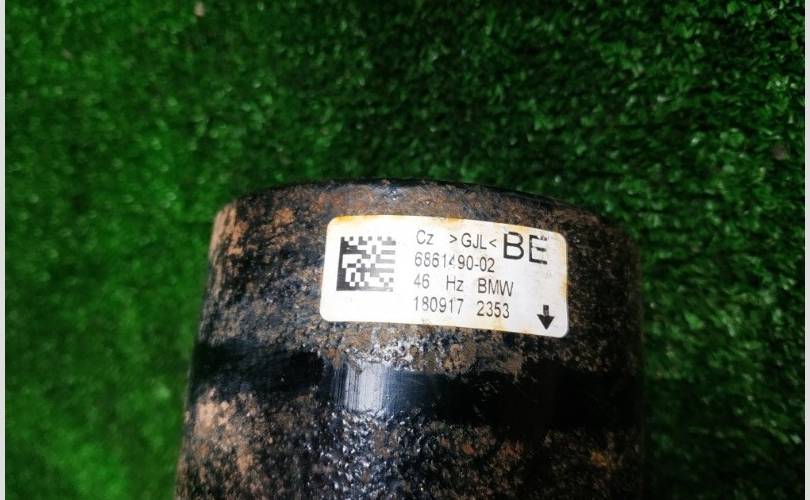 Cz >GJL< BE
6861490-02
46 Hz BMW
180917 2353